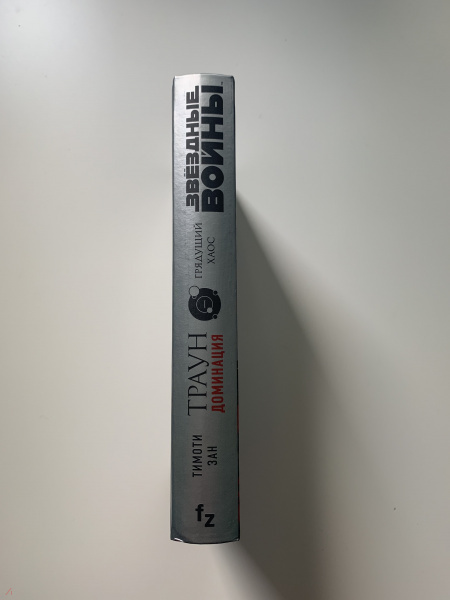 ЗВЁЗДНЫЕ
ВОЙНЫ
ГРЯДУЩИЙ
ХАОС
ТРАУН
ДОМИНАЦИЯ
ТИМОТИ
ЗАН
fz